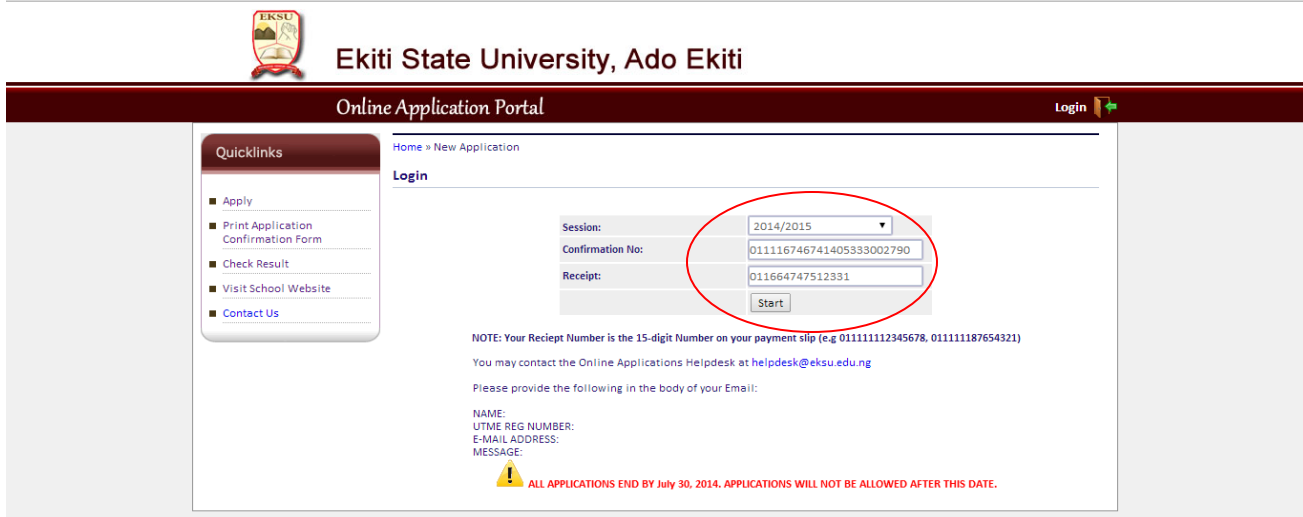 EKSU
Ekiti State University, Ado Ekiti
Online Application Portal
Login
Quicklinks
Apply
Print Application
Confirmation Form
Check Result
Visit School Website
Contact Us
Home » New Application
Login
Session: 2014/2015
Confirmation No: 011116746741405333002790
Receipt: 011664747512331
Start
NOTE: Your Reciept Number is the 15-digit Number on your payment slip (e.g 011111112345678, 011111187654321)
You may contact the Online Applications Helpdesk at helpdesk@eksu.edu.ng
Please provide the following in the body of your Email:
NAME:
UTME REG NUMBER:
E-MAIL ADDRESS:
MESSAGE:
ALL APPLICATIONS END BY July 30, 2014. APPLICATIONS WILL NOT BE ALLOWED AFTER THIS DATE.